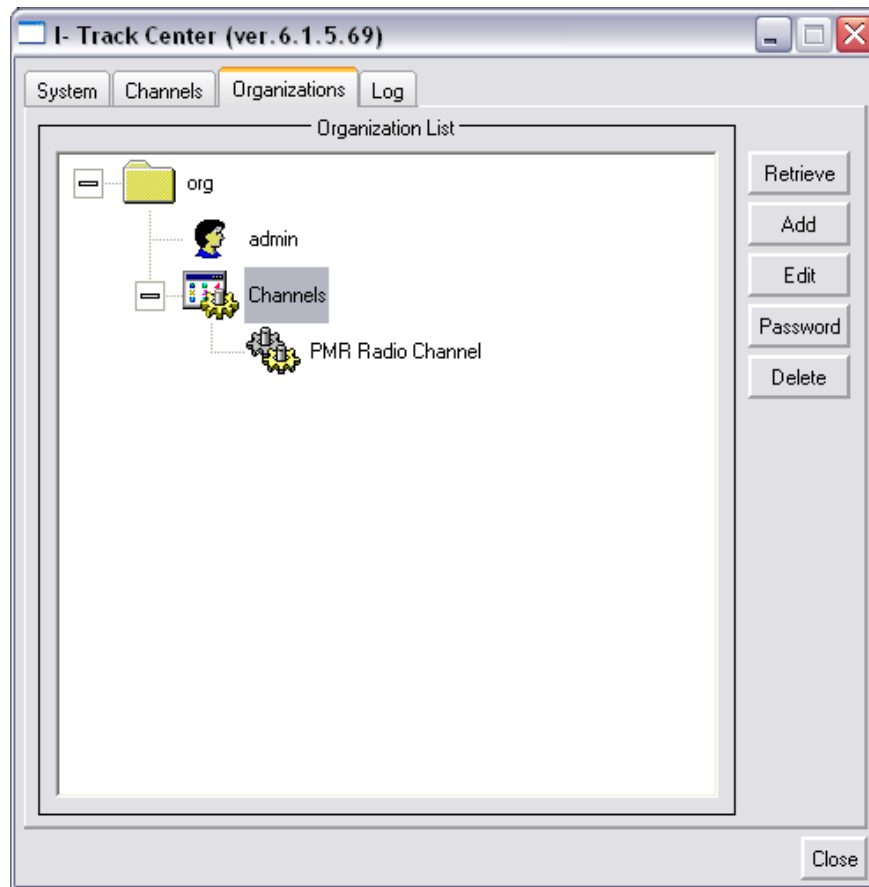 I- Track Center (ver.6.1.5.69)
System Channels Organizations Log
Organization List
org
admin
Channels
PMR Radio Channel
Retrieve
Add
Edit
Password
Delete
Close